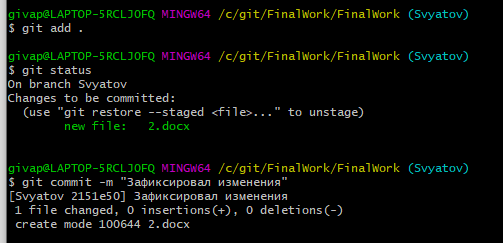 givap@LAPTOP-5RCLJOFQ MINGW64 /c/git/FinalWork/FinalWork (Svyatov)
$ git add .
givap@LAPTOP-5RCLJOFQ MINGW64 /c/git/FinalWork/FinalWork (Svyatov)
$ git status
On branch Svyatov
Changes to be committed:
  (use "git restore --staged <file>..." to unstage)
        new file:   2.docx
givap@LAPTOP-5RCLJOFQ MINGW64 /c/git/FinalWork/FinalWork (Svyatov)
$ git commit -m "Зафиксировал изменения"
[Svyatov 2151e50] Зафиксировал изменения
 1 file changed, 0 insertions(+), 0 deletions(-)
 create mode 100644 2.docx